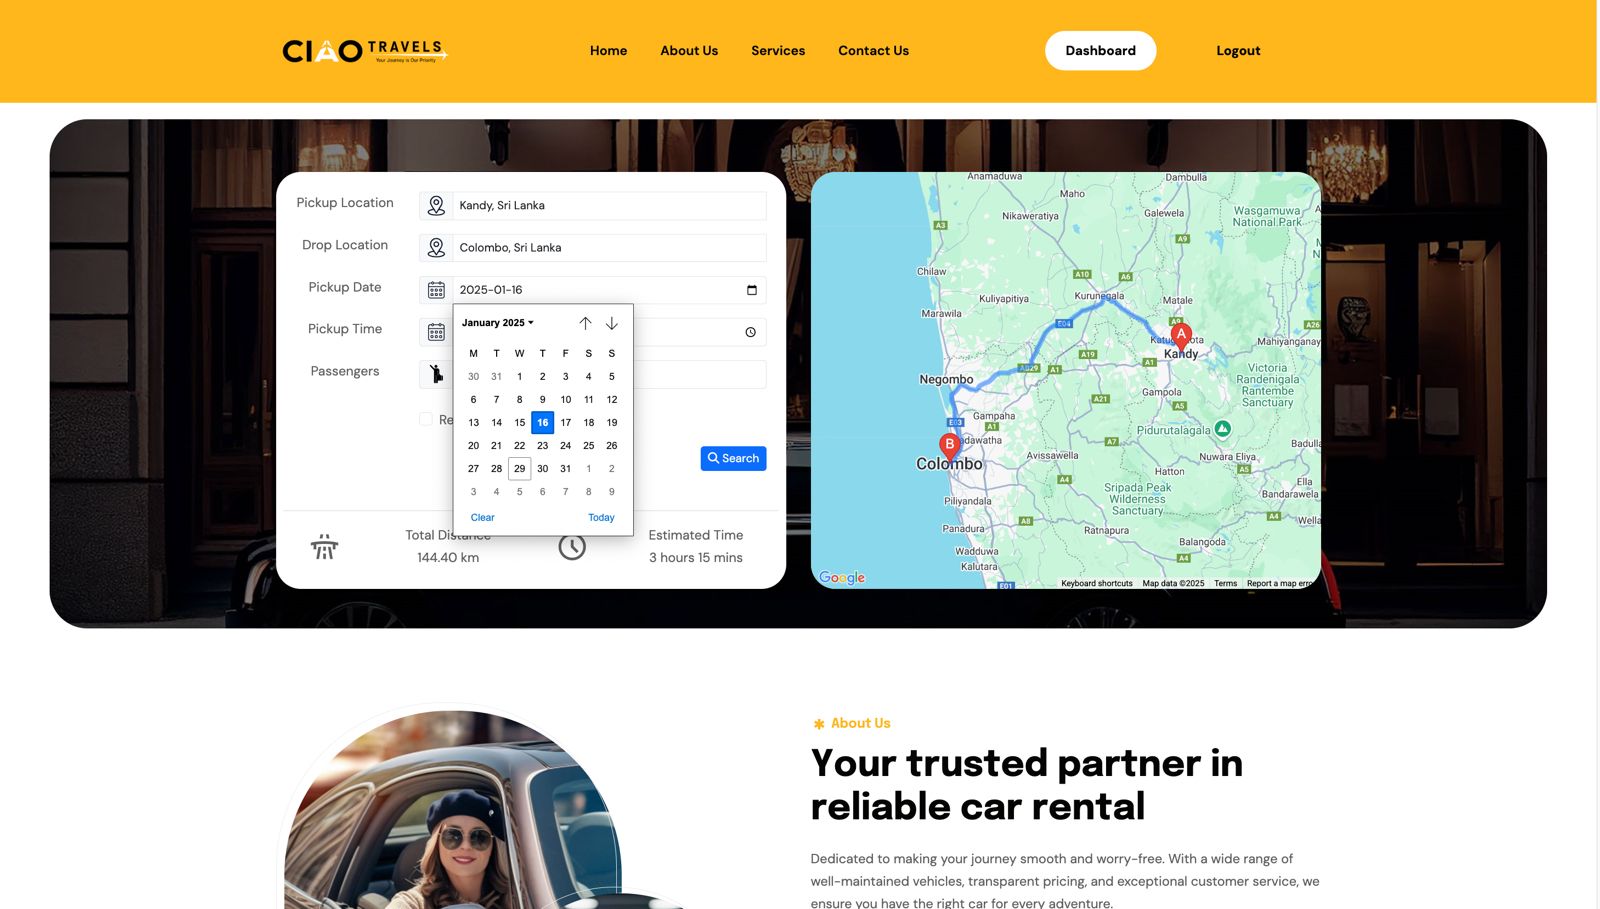 CIAO TRAVELS
Your Journey is Our Priority
Home
About Us
Services
Contact Us
Dashboard
Logout
Pickup Location
Kandy, Sri Lanka
Drop Location
Colombo, Sri Lanka
Pickup Date
2025-01-16
Pickup Time
Passengers
Re
January 2025
M T W T F S S
30 31 1 2 3 4 5
6 7 8 9 10 11 12
13 14 15 16 17 18 19
20 21 22 23 24 25 26
27 28 29 30 31 1 2
3 4 5 6 7 8 9
Clear
Today
Search
Total Distance
144.40 km
Estimated Time
3 hours 15 mins
Anamaduwa
Dambulla
Maho
Galewela
Nikaweratiya
Wasgamuwa
National Park
A3
A9
Chilaw
A10
A6
Kuliyapitiya
Kurunegala
Matale
Marawila
E04
A9
A26
A
Mahiyanganay
Kandy
A19
A1
A1
Negombo
Victoria
Randenigala
Rantembe
Sanctuary
Gampola
A21
A5
Gampaha
E03
A1
Pidurutalagala
B
adawatha
A7
Badulla
Colombo
Avissawella
Nuwara Eliya
Hatton
Ella
Sripada Peak
Wilderness
Sanctuary
Bandarawela
Piliyandala
A4
Wella
Panadura
A8
Ratnapura
Balangoda
Wadduwa
A4
Kalutara
E01
Google
Keyboard shortcuts
Map data ©2025
Terms
Report a map erro
About Us
Your trusted partner in
reliable car rental
Dedicated to making your journey smooth and worry-free. With a wide range of
well-maintained vehicles, transparent pricing, and exceptional customer service, we
ensure you have the right car for every adventure.